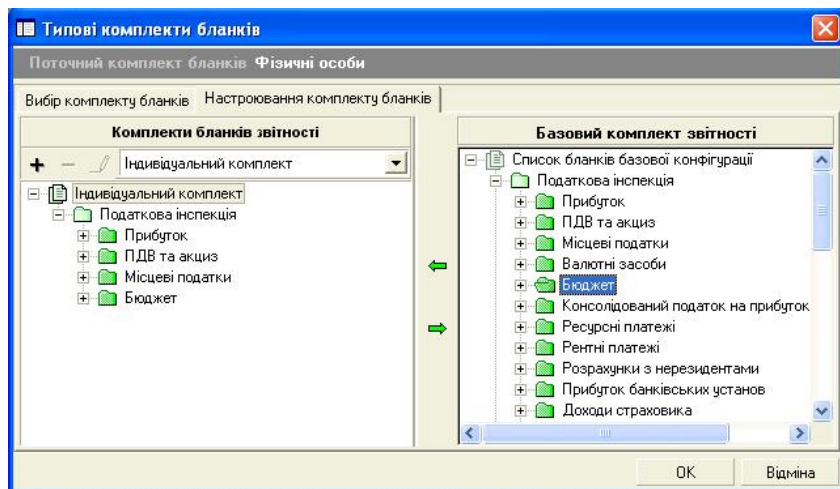 Типові комплекти бланків
Поточний комплект бланків Фізичні особи
Вибір комплекту бланків
Настроювання комплекту бланків
Комплекти бланків звітності
Індивідуальний комплект
Індивідуальний комплект
Податкова інспекція
Прибуток
ПДВ та акциз
Місцеві податки
Бюджет
Базовий комплект звітності
Список бланків базової конфігурації
Податкова інспекція
Прибуток
ПДВ та акциз
Місцеві податки
Валютні засоби
Бюджет
Консолідований податок на прибуток
Ресурсні платежі
Рентні платежі
Розрахунки з нерезидентами
Прибуток банківських установ
Доходи страховика
OK
Відміна